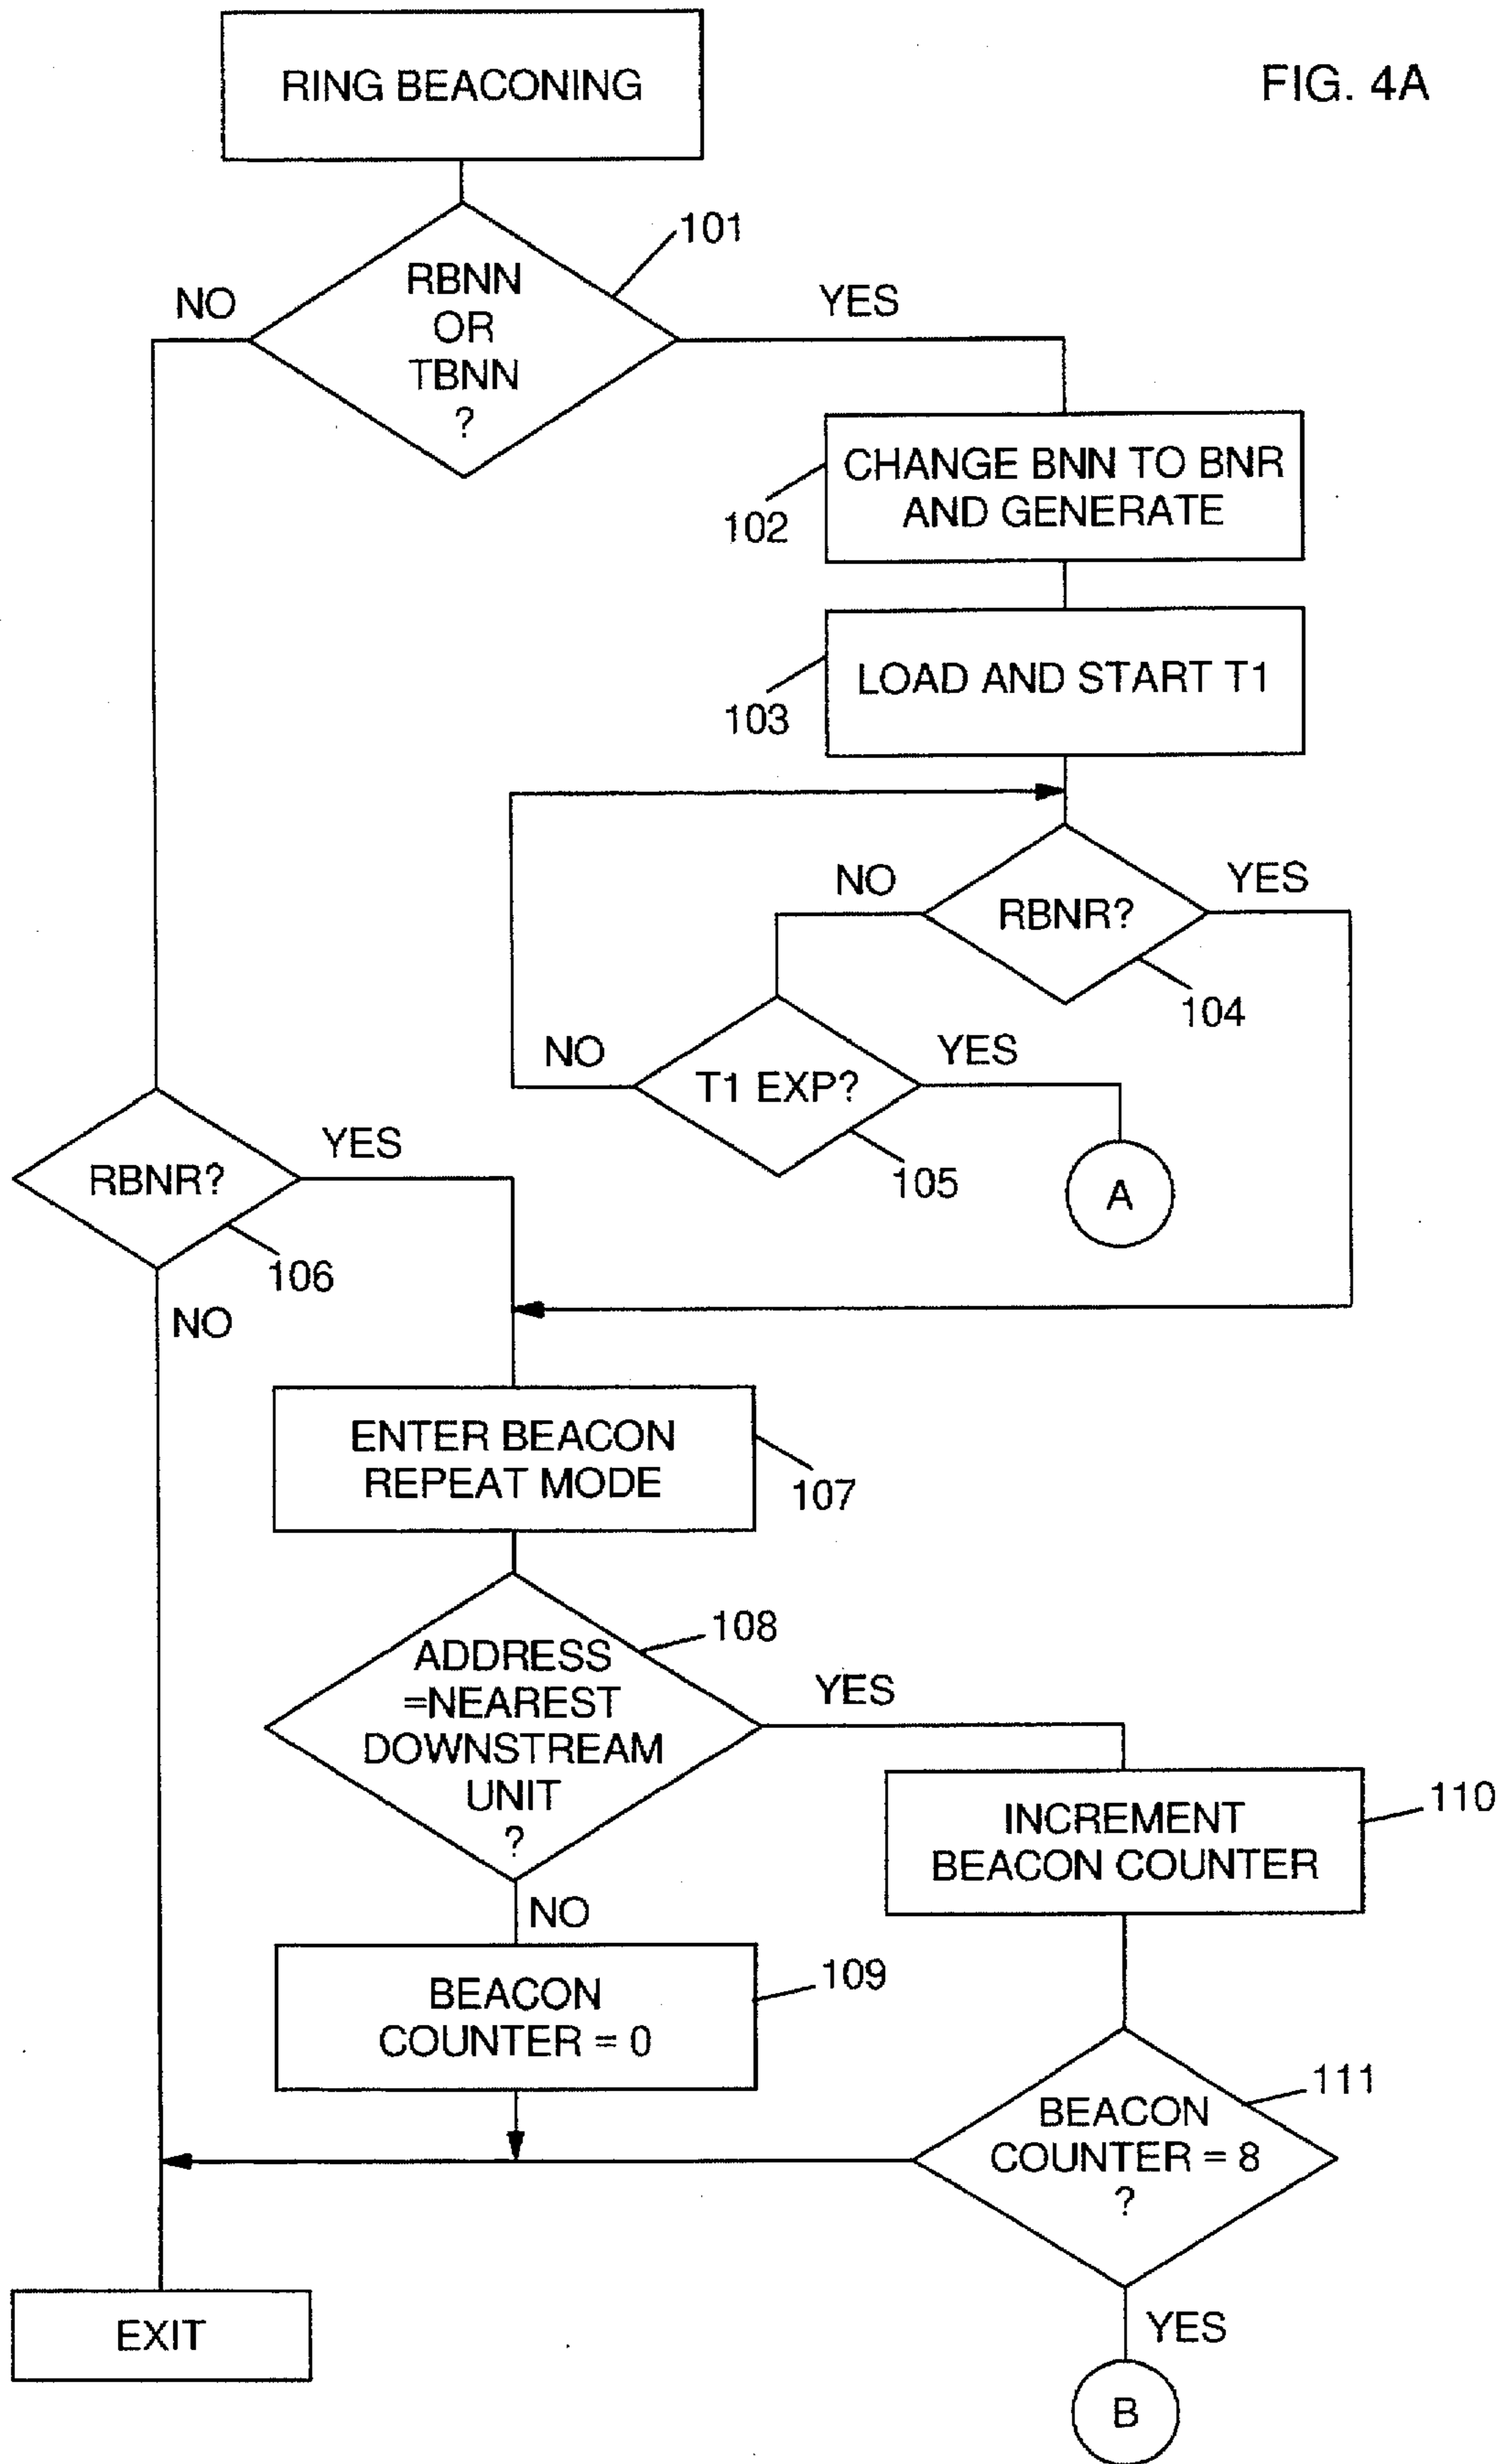 FIG. 4A
RING BEACONING
101
RBNN
OR
TBNN
?
NO
YES
CHANGE BNN TO BNR
AND GENERATE
102
LOAD AND START T1
103
RBNR?
NO
YES
104
T1 EXP?
NO
YES
105
A
RBNR?
YES
106
NO
ENTER BEACON
REPEAT MODE
107
ADDRESS
=NEAREST
DOWNSTREAM
UNIT
?
108
YES
NO
INCREMENT
BEACON COUNTER
110
BEACON
COUNTER = 0
109
BEACON
COUNTER = 8
?
111
YES
EXIT
B